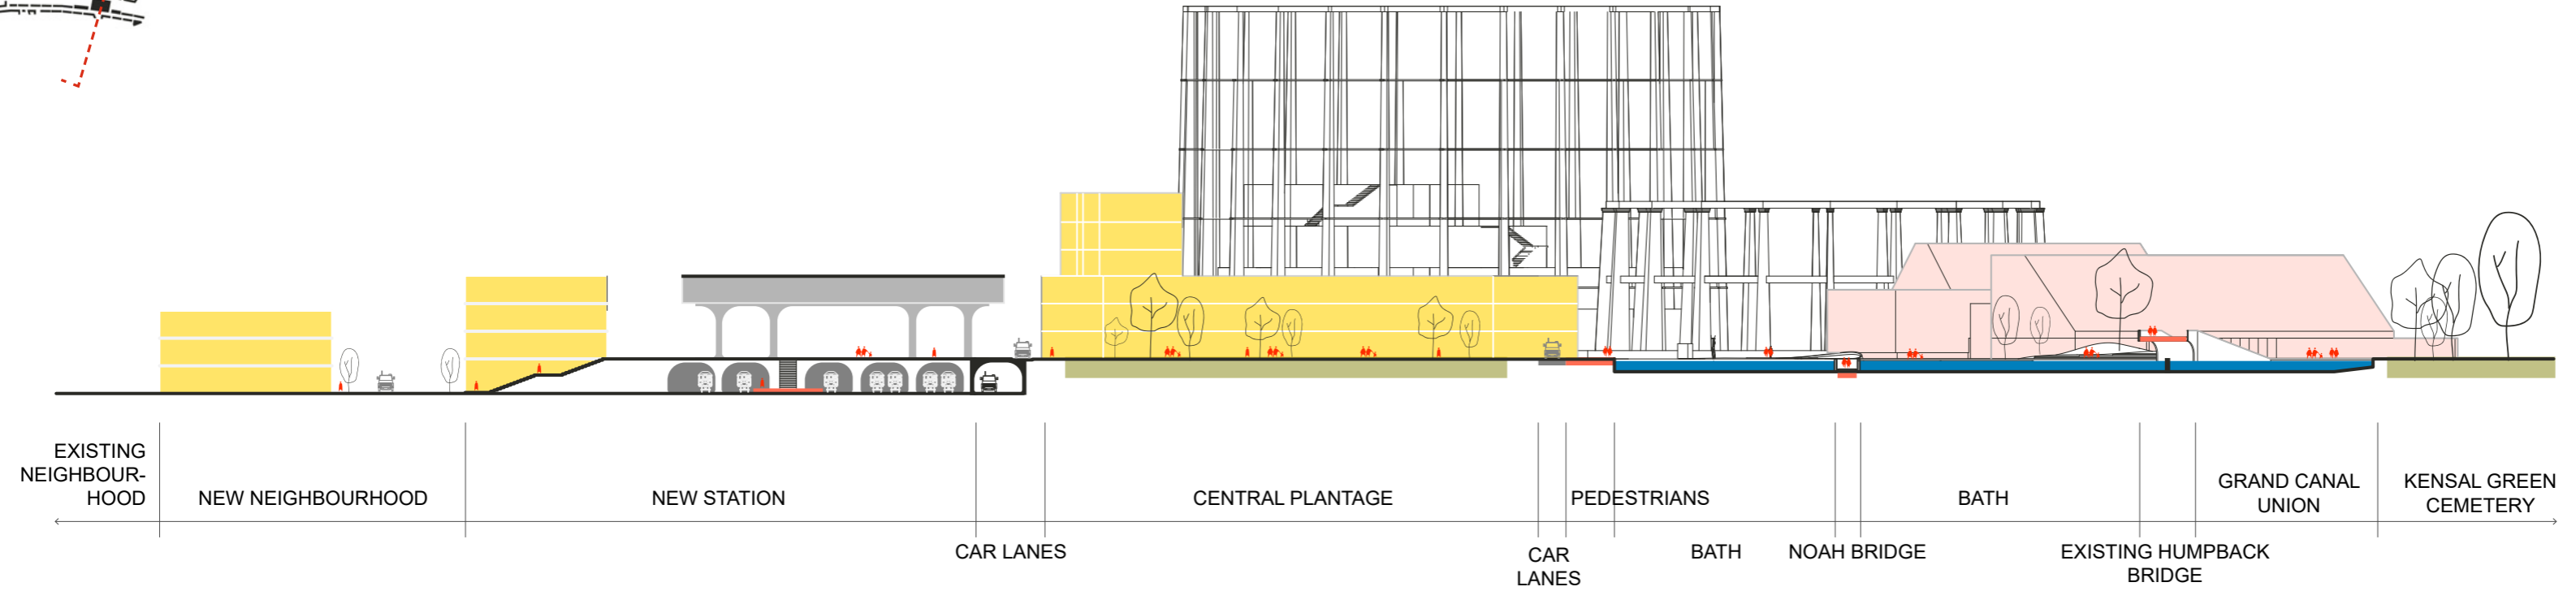 EXISTING
NEIGHBOUR-
HOOD
NEW NEIGHBOURHOOD
NEW STATION
CAR LANES
CENTRAL PLANTAGE
CAR
LANES
PEDESTRIANS
BATH
NOAH BRIDGE
BATH
EXISTING HUMPBACK
BRIDGE
GRAND CANAL
UNION
KENSAL GREEN
CEMETERY